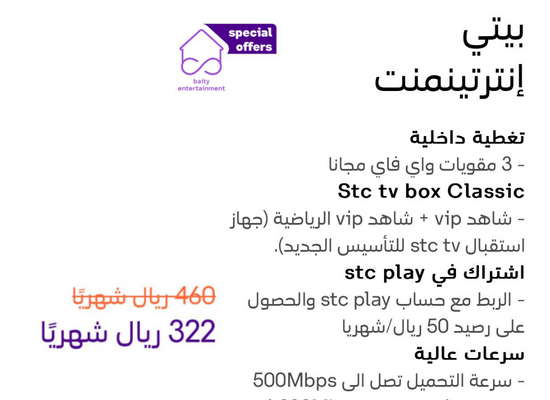 special
offers
baity
entertainment
بيتي
إنترتينمنت
تغطية داخلية
- 3 مقويات واي فاي مجانا
Stc tv box Classic
- شاهد vip + شاهد vip الرياضية (جهاز
استقبال stc tv للتأسيس الجديد).
اشتراك في stc play
- الربط مع حساب stc play والحصول
على رصيد 50 ريال/شهريا
سرعات عالية
- سرعة التحميل تصل الى 500Mbps
460 ريال شهريًا
322 ريال شهريًا